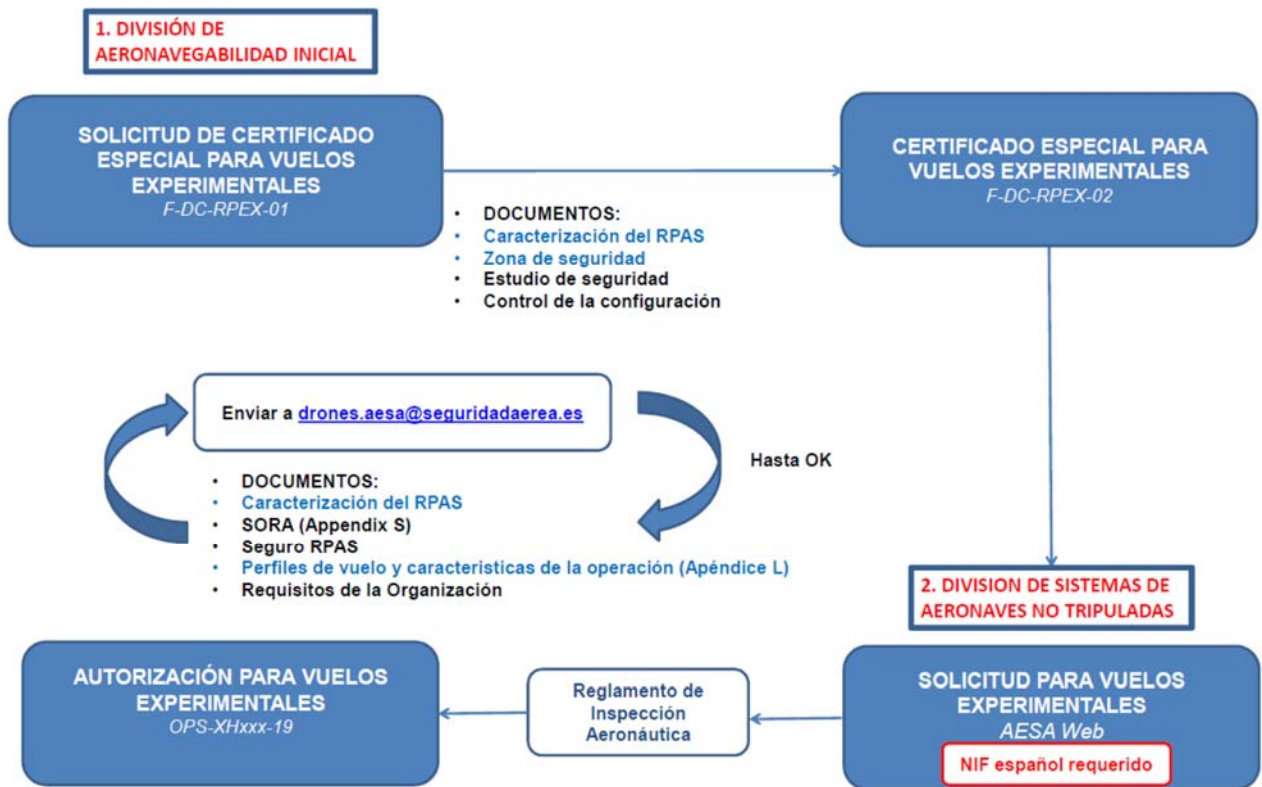 1. DIVISIÓN DE
AERONAVEGABILIDAD INICIAL
SOLICITUD DE CERTIFICADO
ESPECIAL PARA VUELOS
EXPERIMENTALES
F-DC-RPEX-01
CERTIFICADO ESPECIAL PARA
VUELOS EXPERIMENTALES
F-DC-RPEX-02
• DOCUMENTOS:
• Caracterización del RPAS
• Zona de seguridad
• Estudio de seguridad
• Control de la configuración
Enviar a drones.aesa@seguridadaerea.es
Hasta OK
• DOCUMENTOS:
• Caracterización del RPAS
• SORA (Appendix S)
• Seguro RPAS
• Perfiles de vuelo y caracteristicas de la operación (Apéndice L)
• Requisitos de la Organización
2. DIVISION DE SISTEMAS DE
AERONAVES NO TRIPULADAS
SOLICITUD PARA VUELOS
EXPERIMENTALES
AESA Web
NIF español requerido
Reglamento de
Inspección
Aeronáutica
AUTORIZACIÓN PARA VUELOS
EXPERIMENTALES
OPS-XHxxx-19